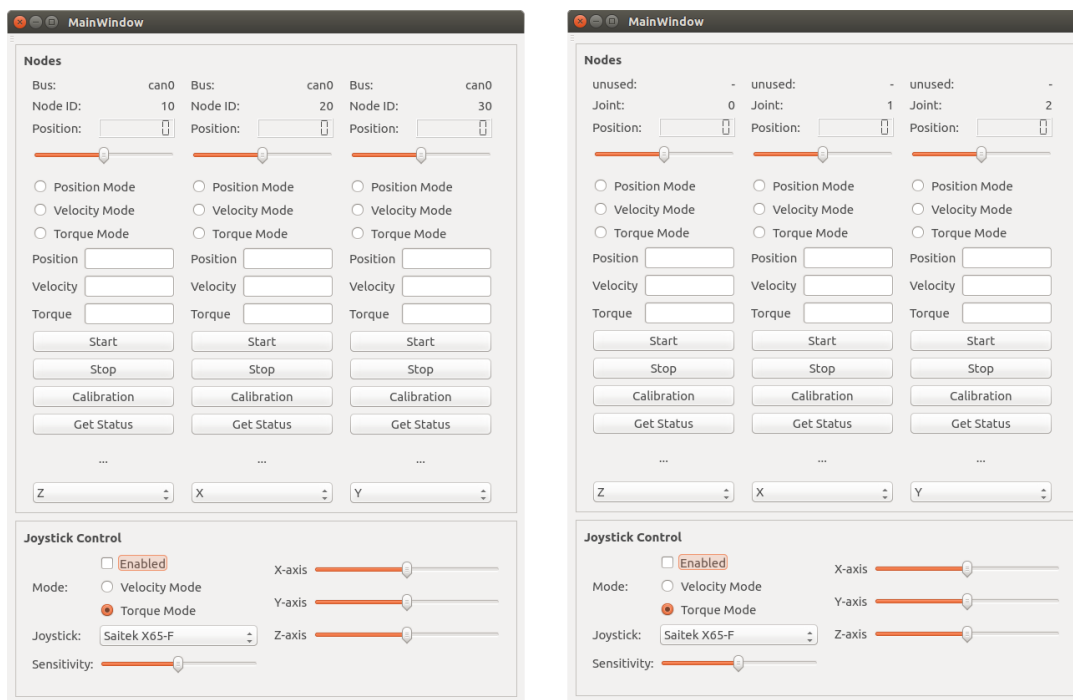 MainWindow
Nodes
Bus: can0 Bus: can0 Bus: can0
Node ID: 10 Node ID: 20 Node ID: 30
Position: 0 Position: 0 Position: 0
Position Mode Position Mode Position Mode
Velocity Mode Velocity Mode Velocity Mode
Torque Mode Torque Mode Torque Mode
Position Position Position
Velocity Velocity Velocity
Torque Torque Torque
Start Start Start
Stop Stop Stop
Calibration Calibration Calibration
Get Status Get Status Get Status
... ... ...
Z X Y
Joystick Control
Enabled
X-axis
Mode: Velocity Mode
Y-axis
Torque Mode
Joystick: Saitek X65-F Z-axis
Sensitivity:
MainWindow
Nodes
unused: - unused: - unused: -
Joint: 0 Joint: 1 Joint: 2
Position: 0 Position: 0 Position: 0
Position Mode Position Mode Position Mode
Velocity Mode Velocity Mode Velocity Mode
Torque Mode Torque Mode Torque Mode
Position Position Position
Velocity Velocity Velocity
Torque Torque Torque
Start Start Start
Stop Stop Stop
Calibration Calibration Calibration
Get Status Get Status Get Status
... ... ...
Z X Y
Joystick Control
Enabled
X-axis
Mode: Velocity Mode
Y-axis
Torque Mode
Joystick: Saitek X65-F Z-axis
Sensitivity: